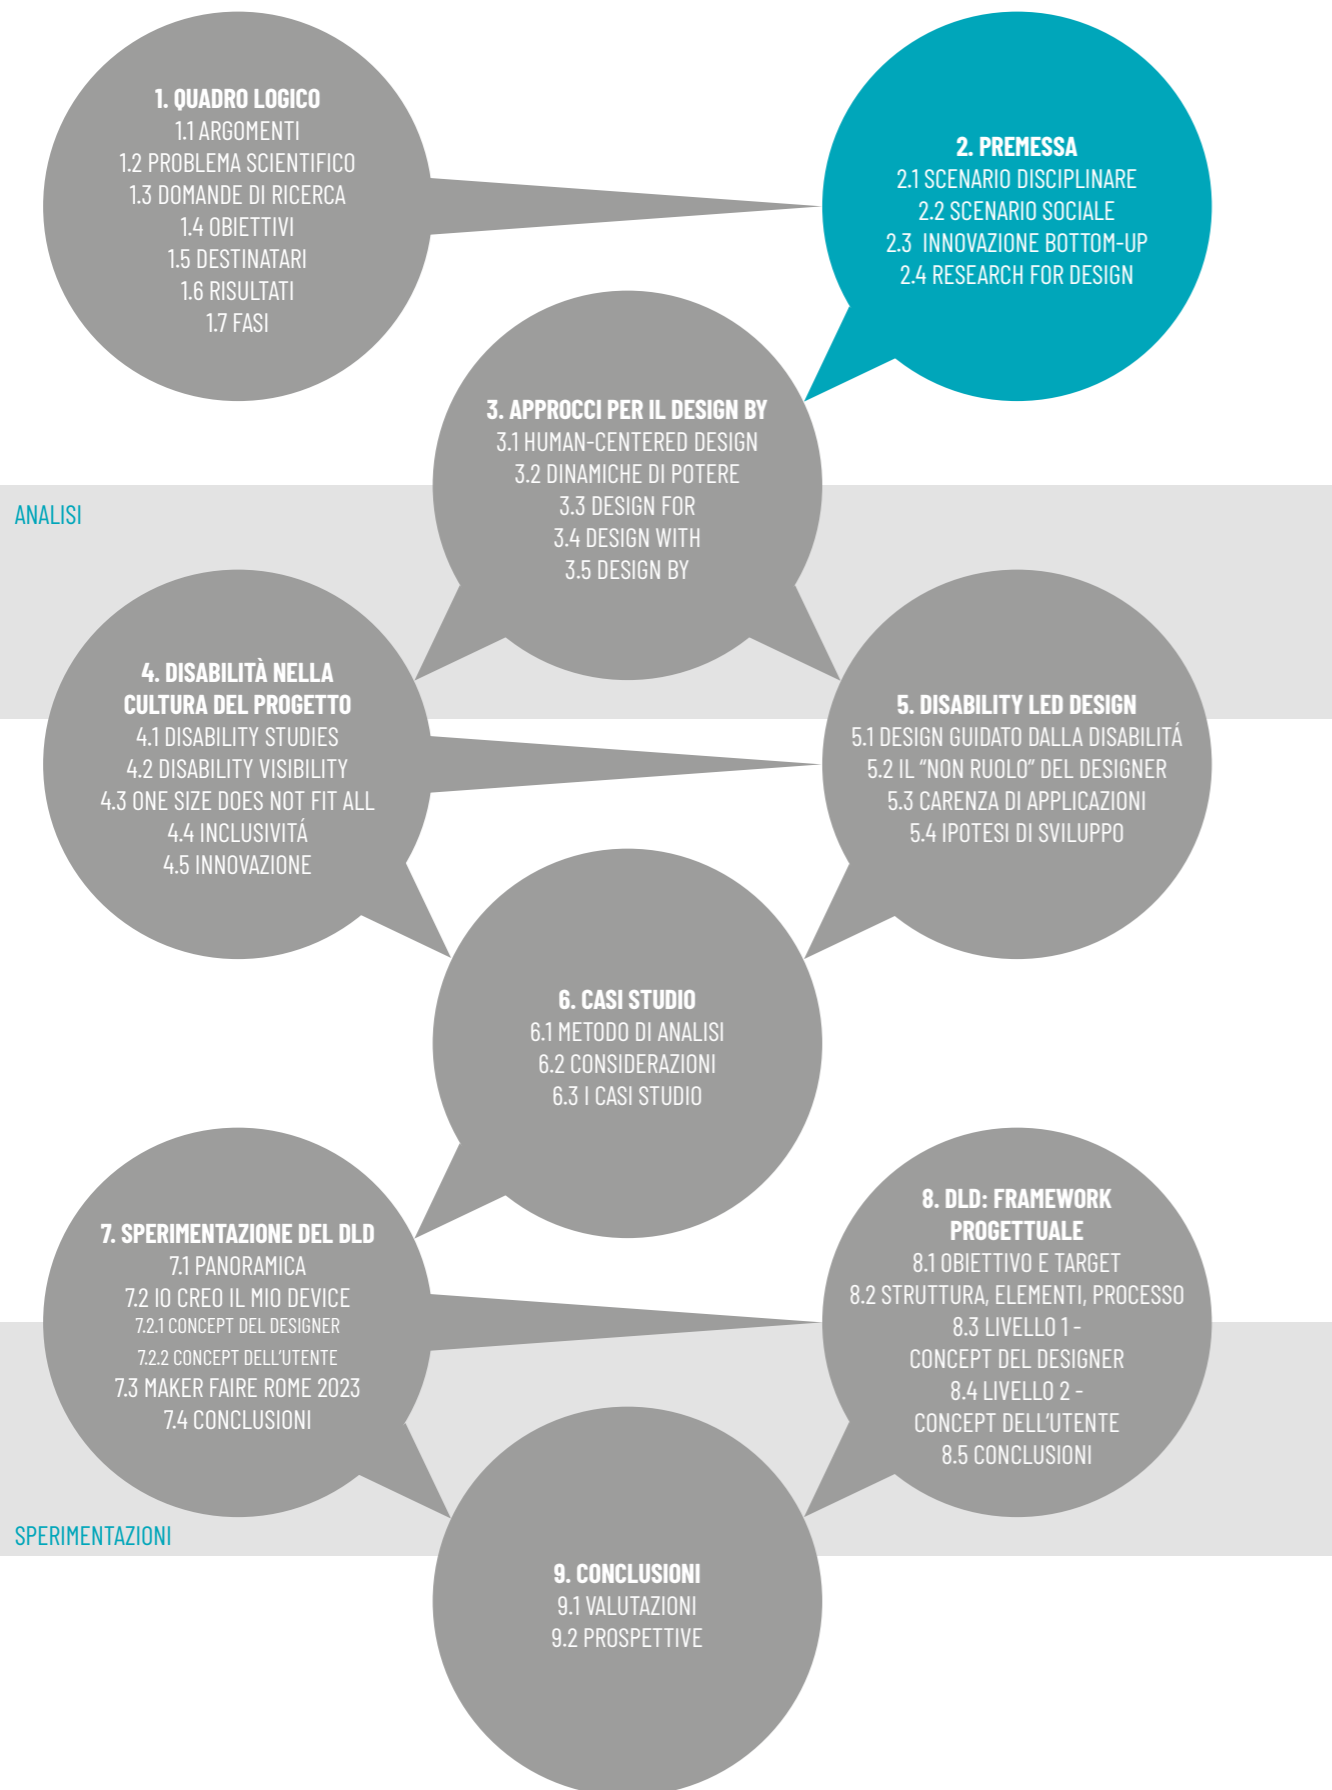 1. QUADRO LOGICO
1.1 ARGOMENTI
1.2 PROBLEMA SCIENTIFICO
1.3 DOMANDE DI RICERCA
1.4 OBIETTIVI
1.5 DESTINATARI
1.6 RISULTATI
1.7 FASI
2. PREMESSA
2.1 SCENARIO DISCIPLINARE
2.2 SCENARIO SOCIALE
2.3 INNOVAZIONE BOTTOM-UP
2.4 RESEARCH FOR DESIGN
3. APPROCCI PER IL DESIGN BY
3.1 HUMAN-CENTERED DESIGN
3.2 DINAMICHE DI POTERE
3.3 DESIGN FOR
3.4 DESIGN WITH
3.5 DESIGN BY
ANALISI
4. DISABILITÀ NELLA
CULTURA DEL PROGETTO
4.1 DISABILITY STUDIES
4.2 DISABILITY VISIBILITY
4.3 ONE SIZE DOES NOT FIT ALL
4.4 INCLUSIVITÁ
4.5 INNOVAZIONE
5. DISABILITY LED DESIGN
5.1 DESIGN GUIDATO DALLA DISABILITÁ
5.2 IL “NON RUOLO” DEL DESIGNER
5.3 CARENZA DI APPLICAZIONI
5.4 IPOTESI DI SVILUPPO
6. CASI STUDIO
6.1 METODO DI ANALISI
6.2 CONSIDERAZIONI
6.3 I CASI STUDIO
7. SPERIMENTAZIONE DEL DLD
7.1 PANORAMICA
7.2 IO CREO IL MIO DEVICE
7.2.1 CONCEPT DEL DESIGNER
7.2.2 CONCEPT DELL’UTENTE
7.3 MAKER FAIRE ROME 2023
7.4 CONCLUSIONI
8. DLD: FRAMEWORK
PROGETTUALE
8.1 OBIETTIVO E TARGET
8.2 STRUTTURA, ELEMENTI, PROCESSO
8.3 LIVELLO 1 -
CONCEPT DEL DESIGNER
8.4 LIVELLO 2 -
CONCEPT DELL’UTENTE
8.5 CONCLUSIONI
SPERIMENTAZIONI
9. CONCLUSIONI
9.1 VALUTAZIONI
9.2 PROSPETTIVE